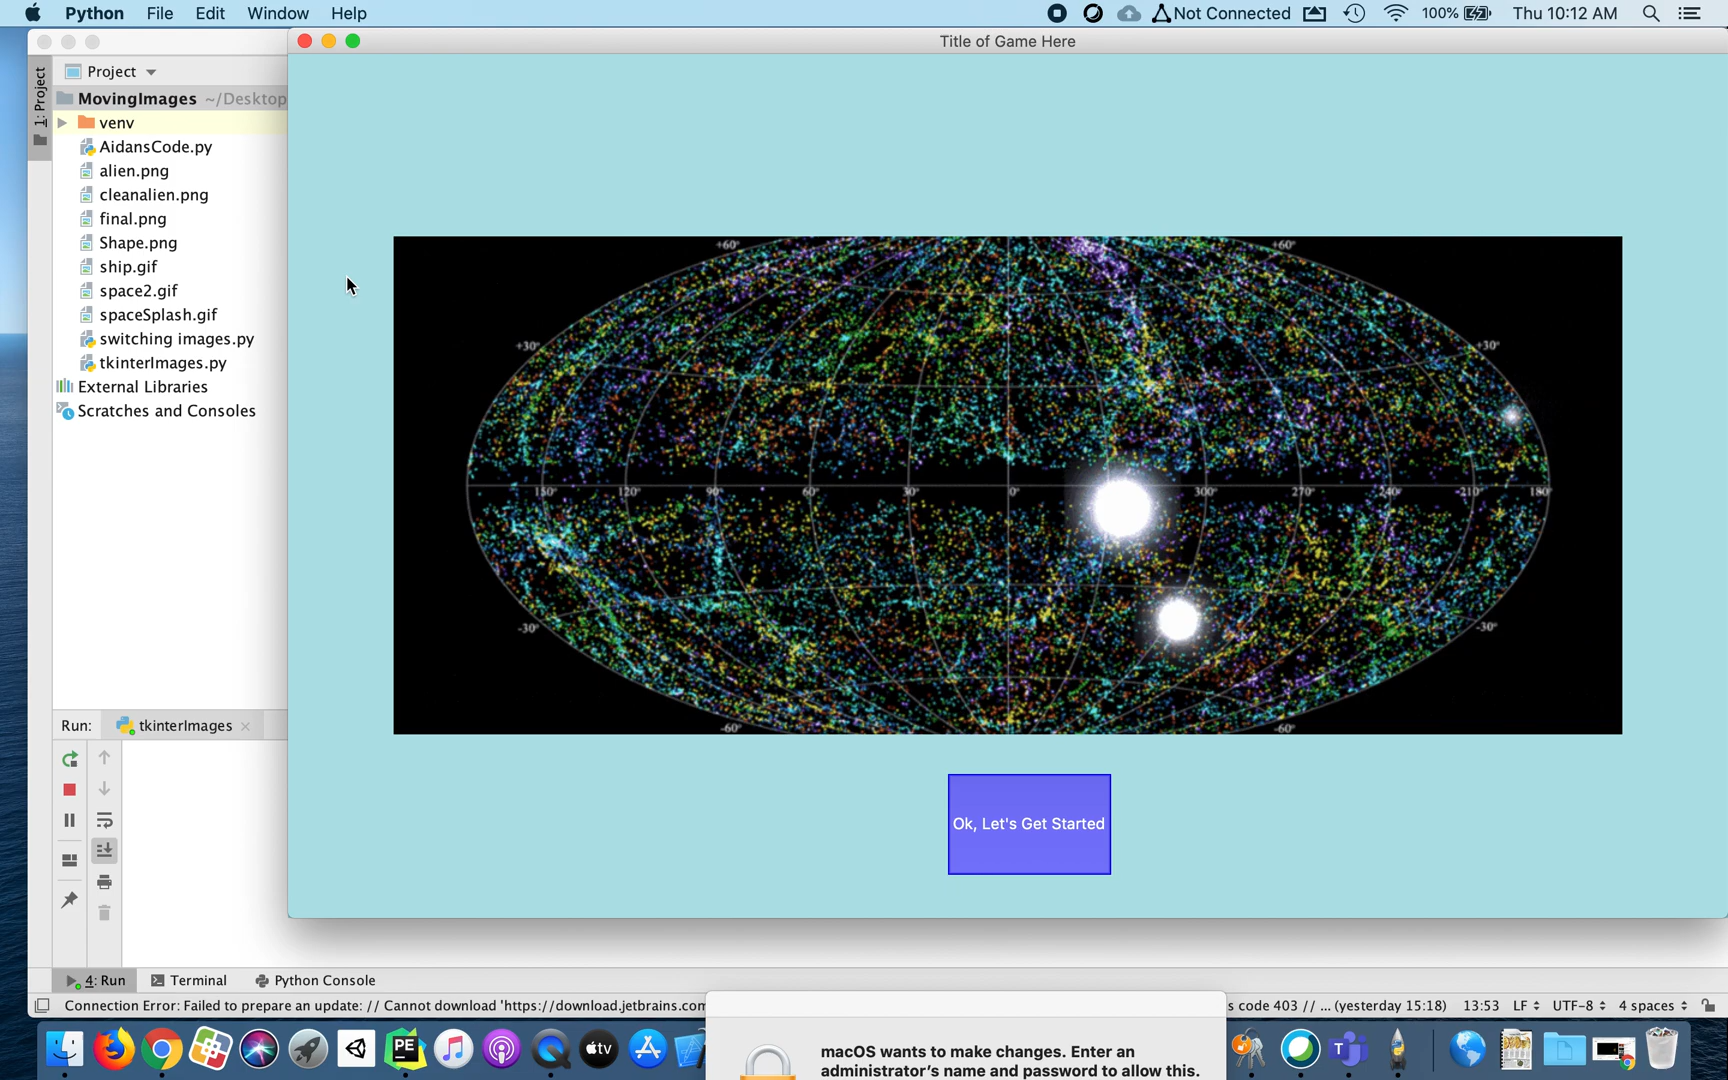 Python File Edit Window Help Not Connected 100% Thu 10:12 AM
Title of Game Here
1: Project
Project
MovingImages ~/Desktop
venv
AidansCode.py
alien.png
cleanalien.png
final.png
Shape.png
ship.gif
space2.gif
spaceSplash.gif
switching images.py
tkinterImages.py
External Libraries
Scratches and Consoles
+60° +60°
+30° +30°
150° 120° 90° 60° 30° 0° 300° 270° 240° 210° 180°
-30° -30°
-60° -60°
Ok, Let's Get Started
Run: tkinterImages
4: Run Terminal Python Console
Connection Error: Failed to prepare an update: // Cannot download 'https://download.jetbrains.com s code 403 // ... (yesterday 15:18) 13:53 LF UTF-8 4 spaces
PE tv T
macOS wants to make changes. Enter an
administrator's name and password to allow this.